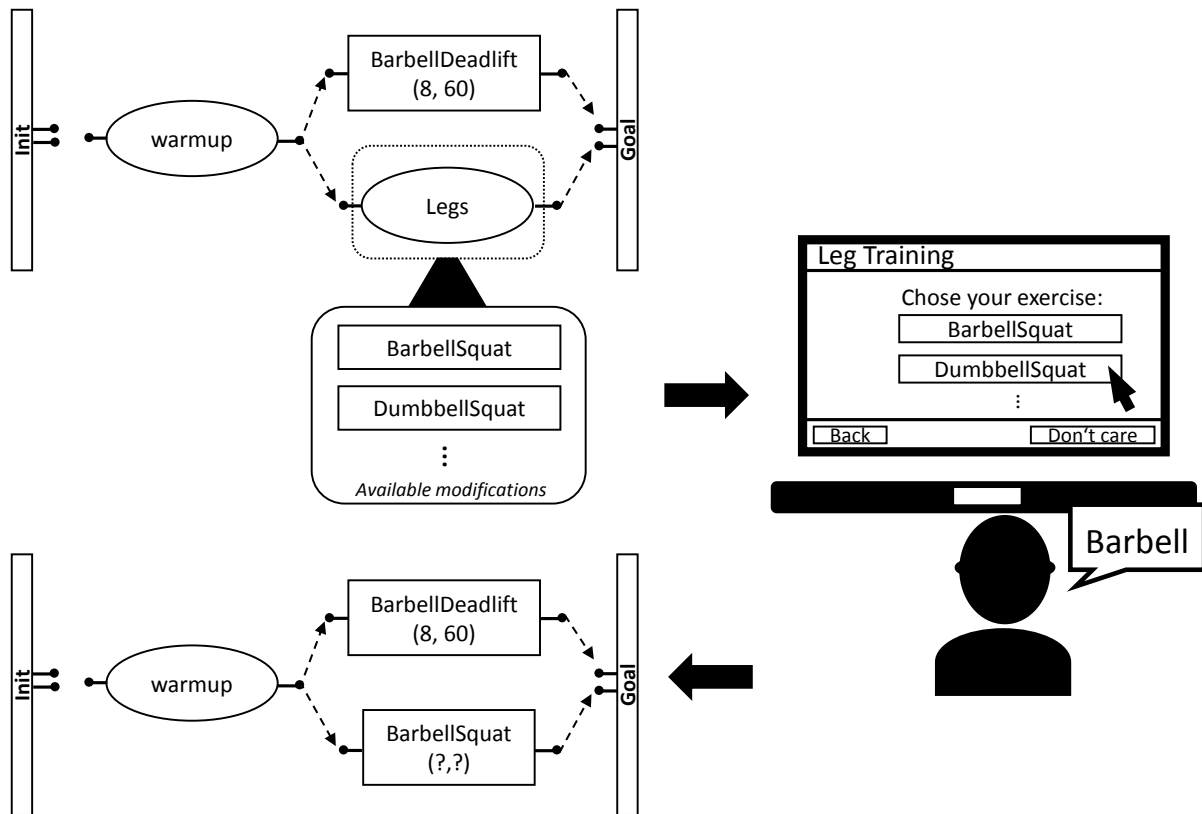 Init
warmup
BarbellDeadlift
(8, 60)
Legs
Goal
BarbellSquat
DumbbellSquat
⋮
Available modifications
Leg Training
Chose your exercise:
BarbellSquat
DumbbellSquat
⋮
Back
Don‘t care
Barbell
Init
warmup
BarbellDeadlift
(8, 60)
BarbellSquat
(?,?)
Goal